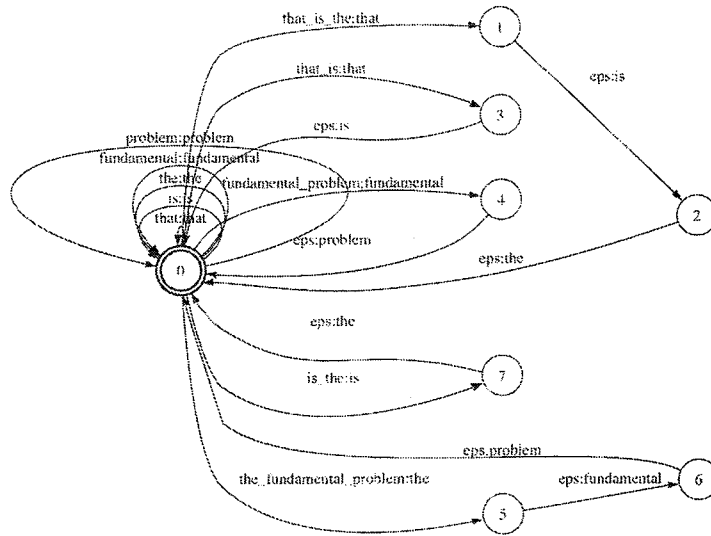 that_is_the:that
1
eps:is
that_is:that
3
eps:is
problem:problem
fundamental:fundamental
the:the
fundamental_problem:fundamental
4
is:is
that:that
2
eps:problem
eps:the
0
eps:the
7
is_the:is
eps:problem
the_fundamental_problem:the
eps:fundamental
6
5